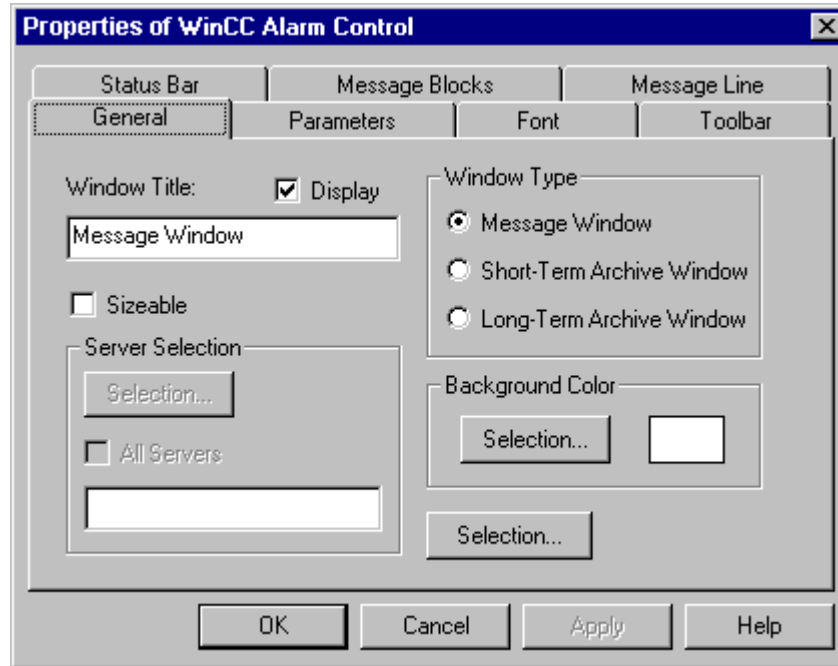 Properties of WinCC Alarm Control
Status Bar Message Blocks Message Line
General Parameters Font Toolbar
Window Title: Display
Message Window
Sizeable
Server Selection
Selection...
All Servers
Window Type
Message Window
Short-Term Archive Window
Long-Term Archive Window
Background Color
Selection...
Selection...
OK Cancel Apply Help